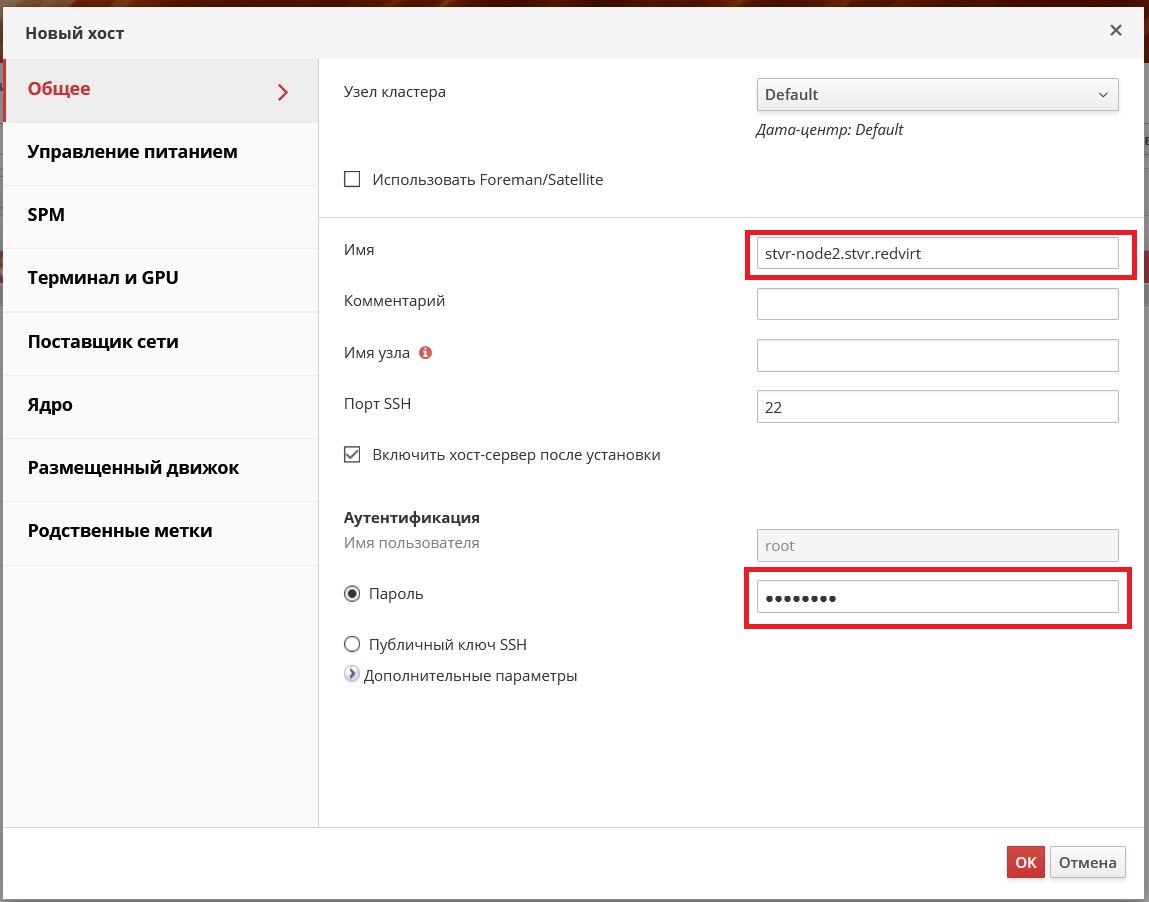 Новый хост
Общее
Управление питанием
SPM
Терминал и GPU
Поставщик сети
Ядро
Размещенный движок
Родственные метки
Узел кластера
Default
Дата-центр: Default
Использовать Foreman/Satellite
Имя
stvr-node2.stvr.redvirt
Комментарий
Имя узла
Порт SSH
22
Включить хост-сервер после установки
Аутентификация
Имя пользователя
root
Пароль
••••••••
Публичный ключ SSH
Дополнительные параметры
OK
Отмена